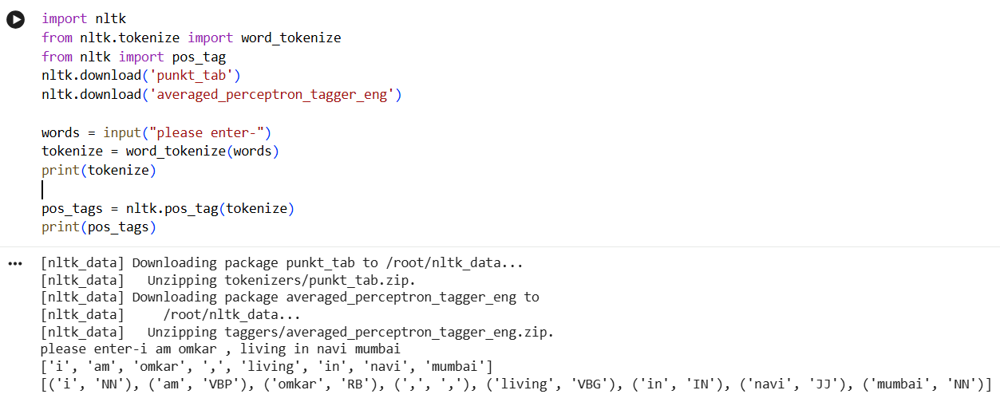 import nltk
from nltk.tokenize import word_tokenize
from nltk import pos_tag
nltk.download('punkt_tab')
nltk.download('averaged_perceptron_tagger_eng')
words = input("please enter-")
tokenize = word_tokenize(words)
print(tokenize)
pos_tags = nltk.pos_tag(tokenize)
print(pos_tags)
[nltk_data] Downloading package punkt_tab to /root/nltk_data...
[nltk_data]   Unzipping tokenizers/punkt_tab.zip.
[nltk_data] Downloading package averaged_perceptron_tagger_eng to
[nltk_data]     /root/nltk_data...
[nltk_data]   Unzipping taggers/averaged_perceptron_tagger_eng.zip.
please enter-i am omkar , living in navi mumbai
['i', 'am', 'omkar', ',', 'living', 'in', 'navi', 'mumbai']
[('i', 'NN'), ('am', 'VBP'), ('omkar', 'RB'), (',', ','), ('living', 'VBG'), ('in', 'IN'), ('navi', 'JJ'), ('mumbai', 'NN')]